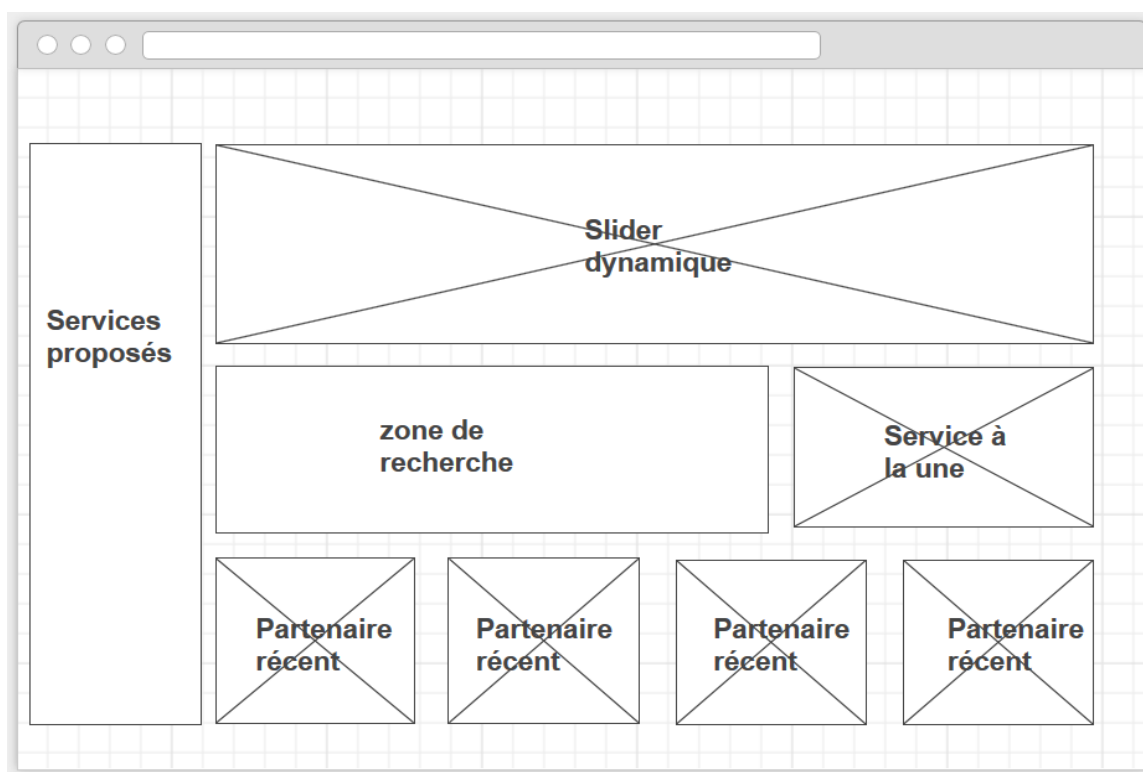 Services
proposés
Slider
dynamique
zone de
recherche
Service à
la une
Partenaire
récent
Partenaire
récent
Partenaire
récent
Partenaire
récent